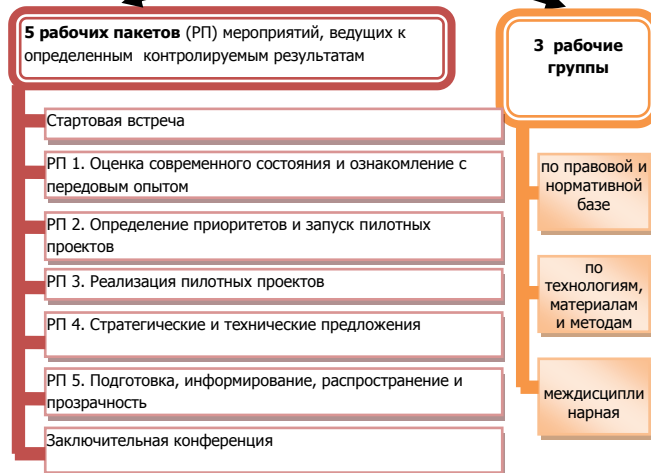 5 рабочих пакетов (РП) мероприятий, ведущих к
определенным контролируемым результатам
Стартовая встреча
РП 1. Оценка современного состояния и ознакомление с
передовым опытом
РП 2. Определение приоритетов и запуск пилотных
проектов
РП 3. Реализация пилотных проектов
РП 4. Стратегические и технические предложения
РП 5. Подготовка, информирование, распространение и
прозрачность
Заключительная конференция
3 рабочие
группы
по правовой и
нормативной
базе
по
технологиям,
материалам
и методам
междисципли
нарная